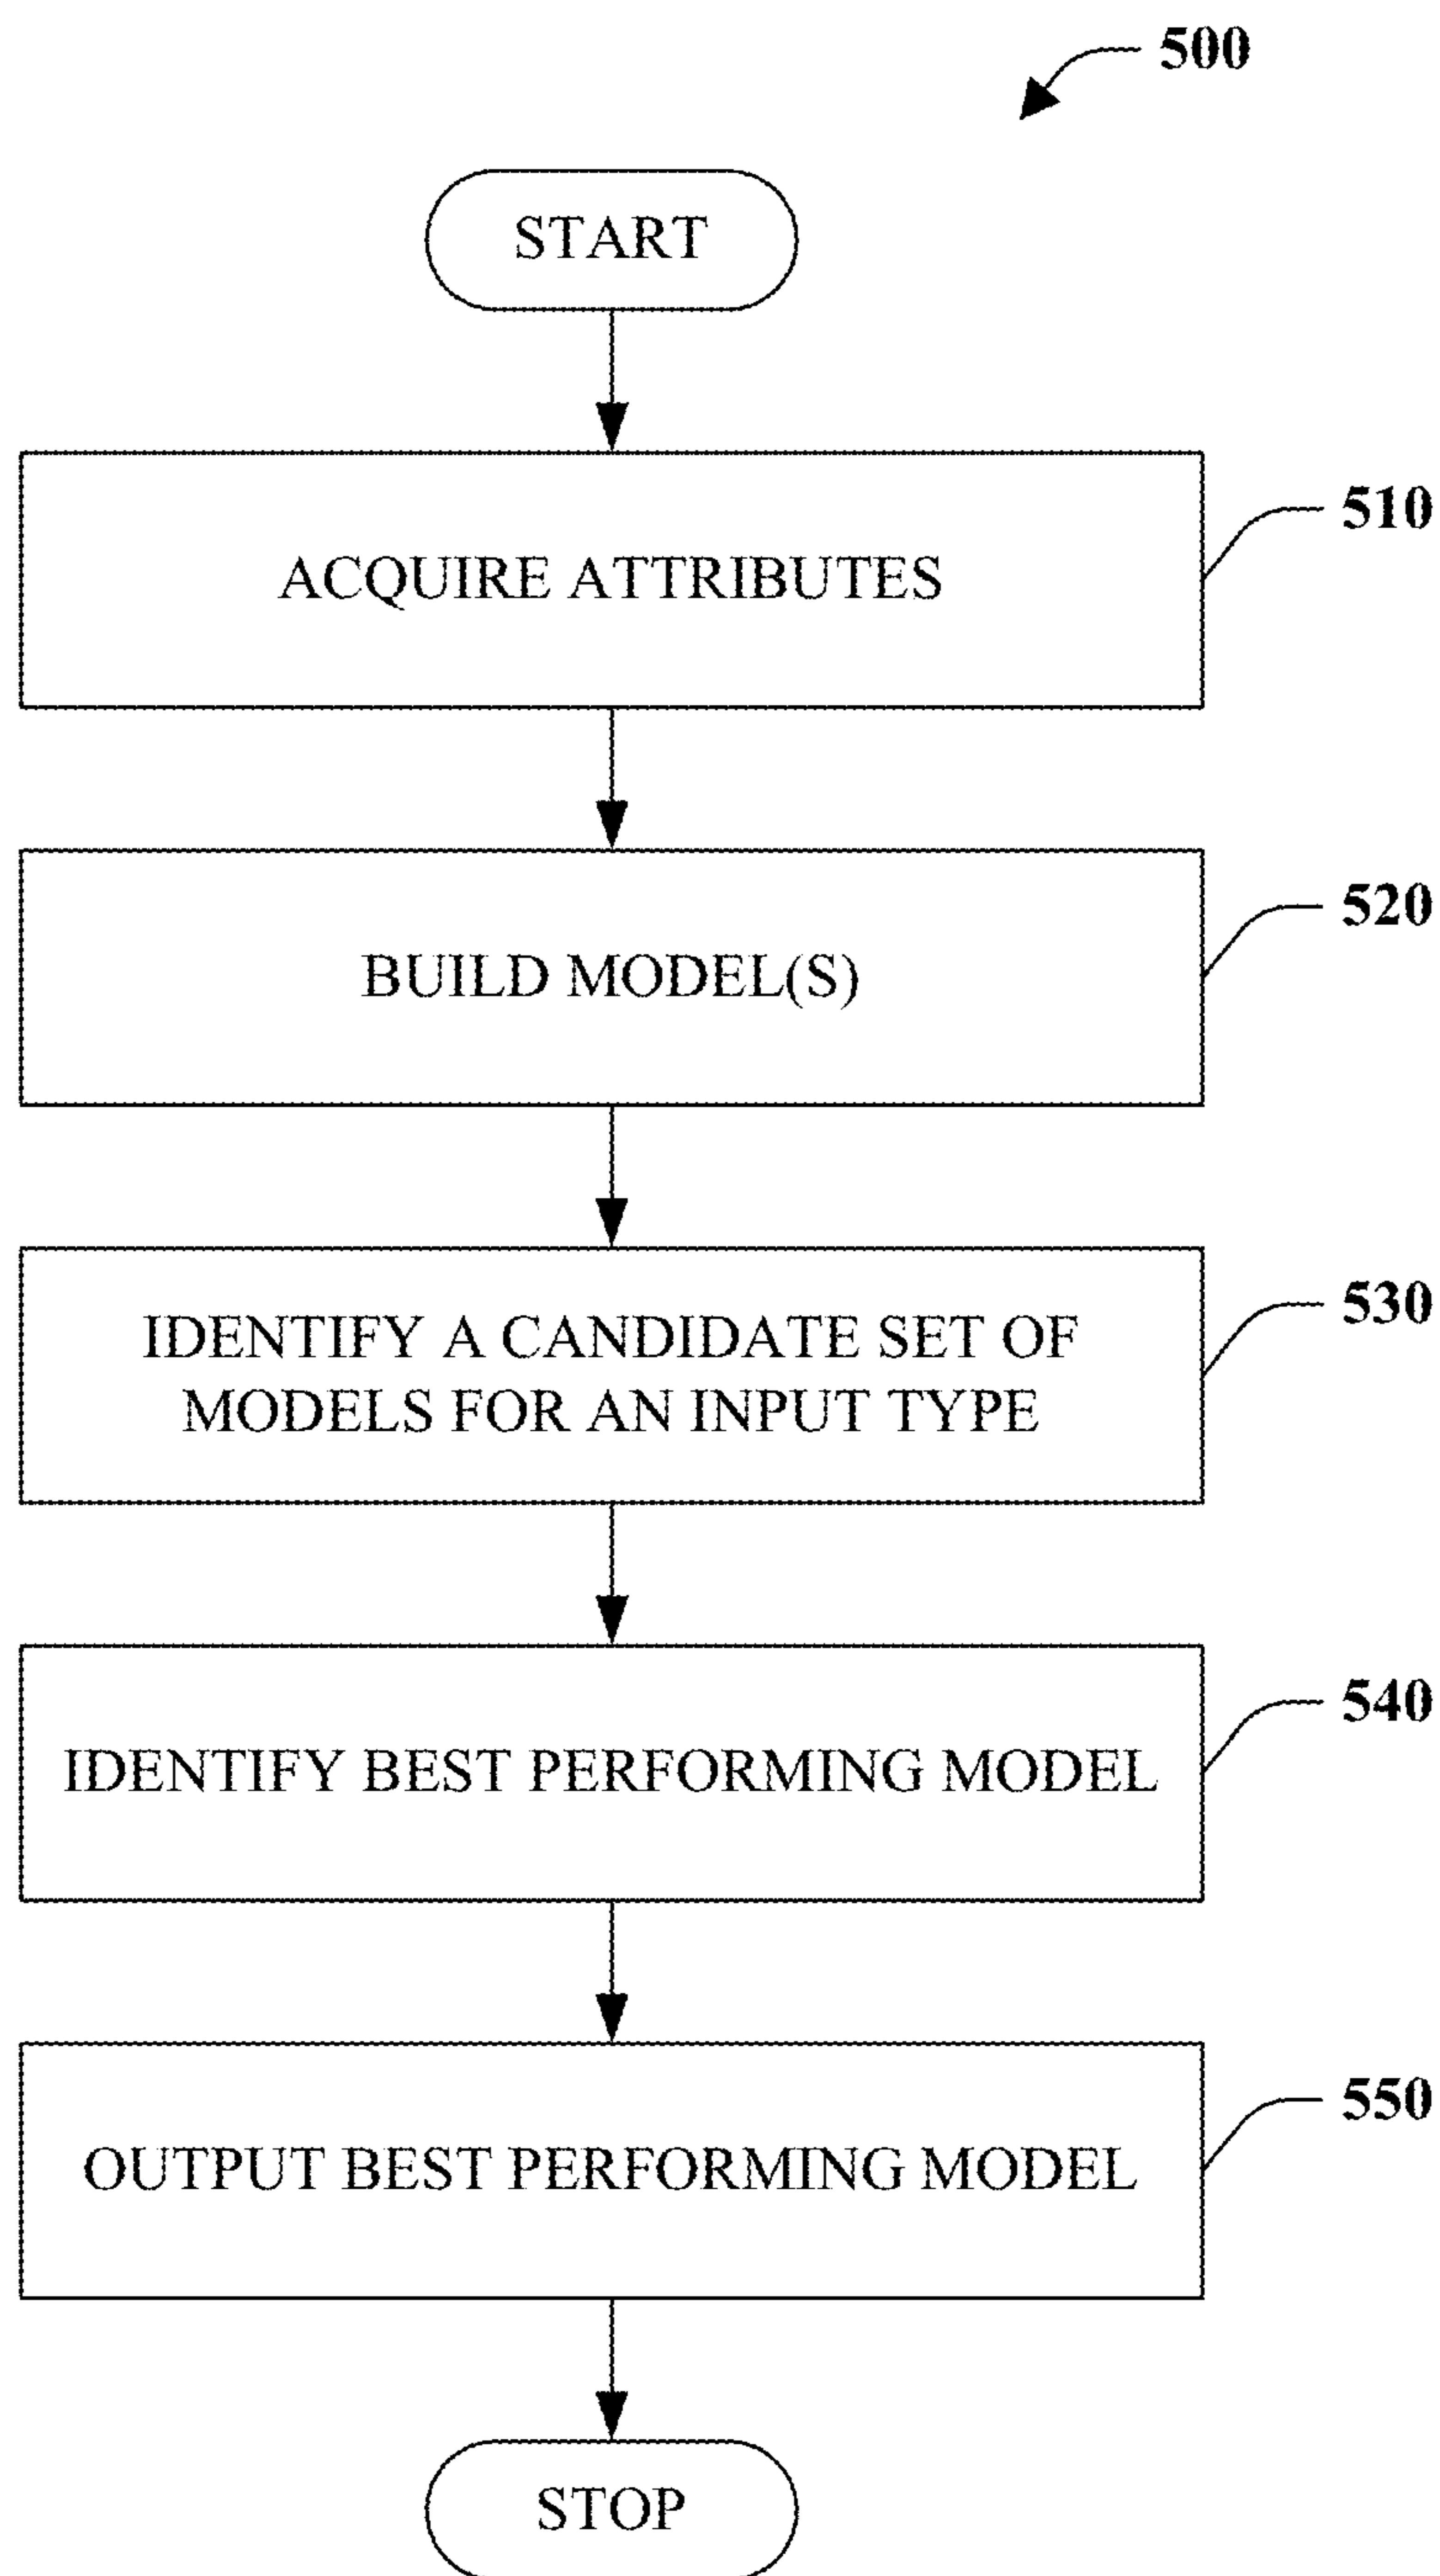 500
START
ACQUIRE ATTRIBUTES
510
BUILD MODEL(S)
520
IDENTIFY A CANDIDATE SET OF
MODELS FOR AN INPUT TYPE
530
IDENTIFY BEST PERFORMING MODEL
540
OUTPUT BEST PERFORMING MODEL
550
STOP